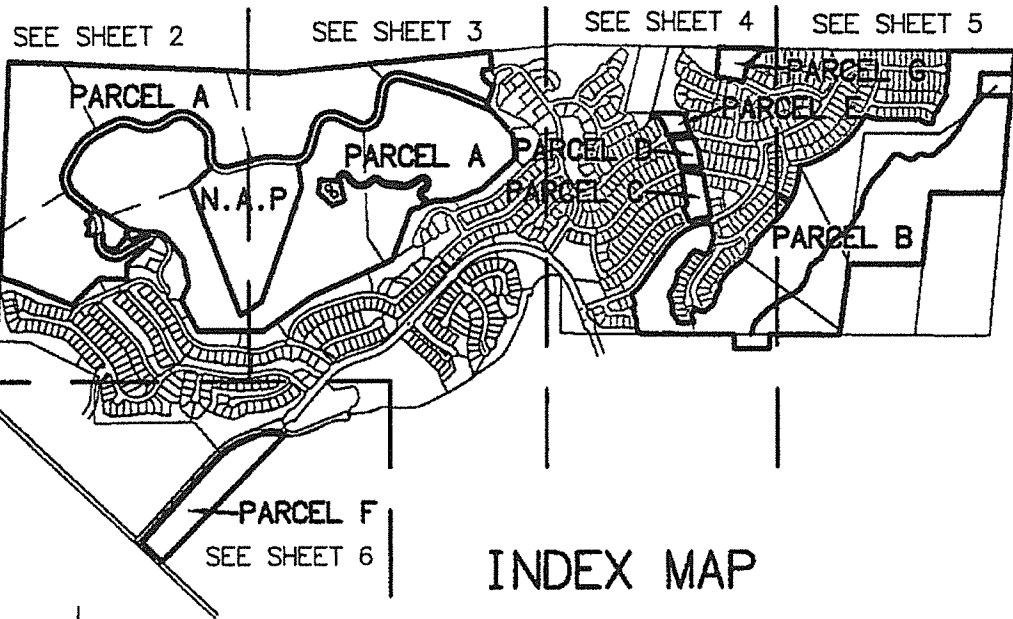 SEE SHEET 2
SEE SHEET 3
SEE SHEET 4
SEE SHEET 5
PARCEL A
PARCEL G
PARCEL E
PARCEL A
PARCEL D
N.A.P
PARCEL C
PARCEL B
PARCEL F
SEE SHEET 6
INDEX MAP